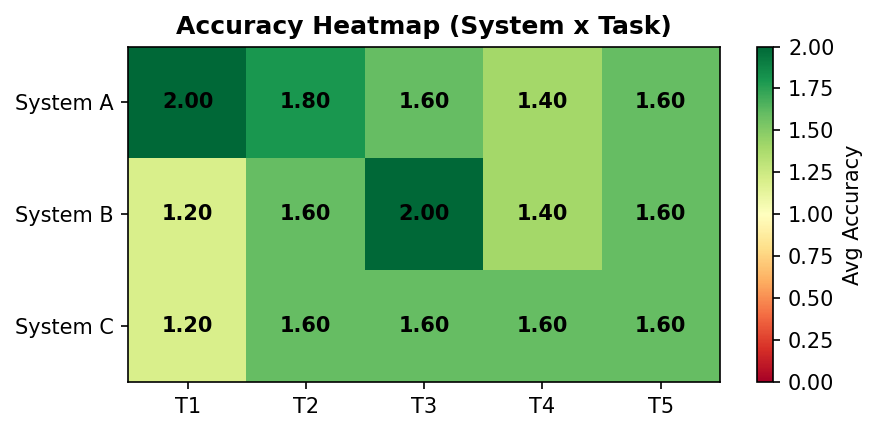 Accuracy Heatmap (System x Task)
System A 2.00 1.80 1.60 1.40 1.60
System B 1.20 1.60 2.00 1.40 1.60
System C 1.20 1.60 1.60 1.60 1.60
T1 T2 T3 T4 T5
2.00
1.75
1.50
1.25
1.00
0.75
0.50
0.25
0.00
Avg Accuracy